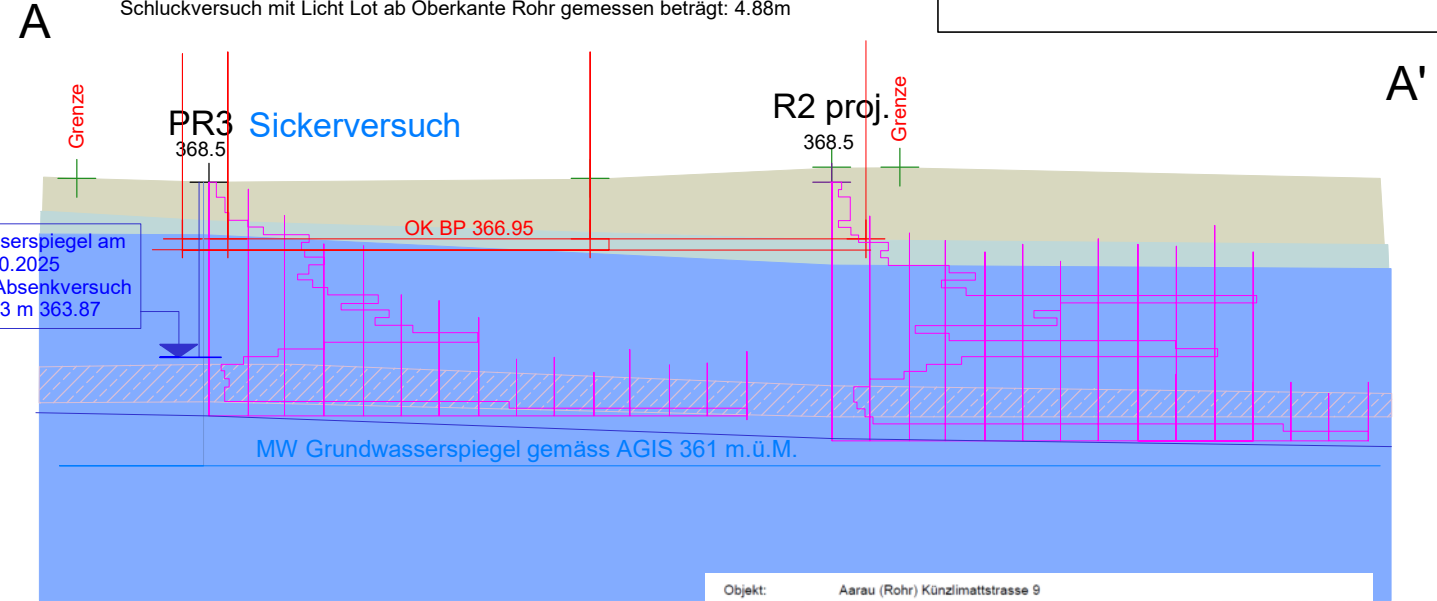 Schluckversuch mit Licht Lot ab Oberkante Rohr gemessen beträgt: 4.88m
A
A'
Grenze
PR3
368.5
Sickerversuch
R2 proj.
368.5
Grenze
OK BP 366.95
serspiegel am
0.2025
Absenkversuch
3 m 363.87
MW Grundwasserspiegel gemäss AGIS 361 m.ü.M.
Objekt: Aarau (Rohr) Künzlimattstrasse 9